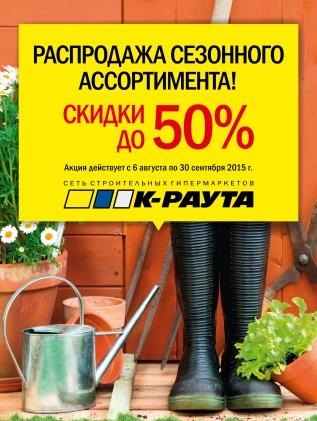 РАСПРОДАЖА СЕЗОННОГО
АССОРТИМЕНТА!
СКИДКИ
ДО 50%
Акция действует с 6 августа по 30 сентября 2015 г.
СЕТЬ СТРОИТЕЛЬНЫХ ГИПЕРМАРКЕТОВ
К-РАУТА